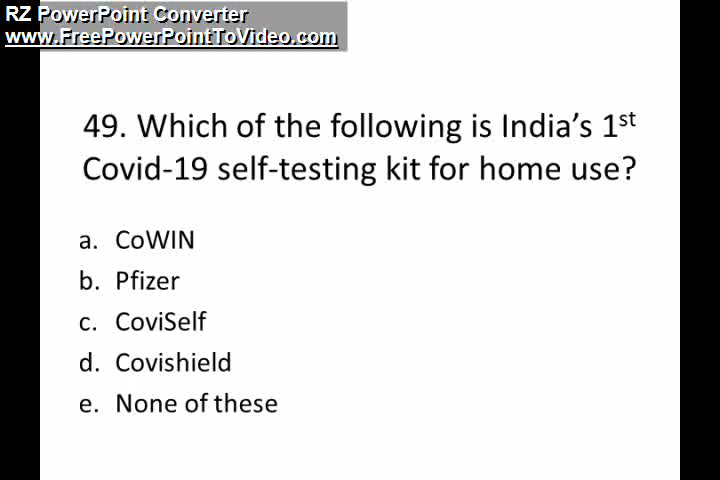 RZ PowerPoint Converter
www.FreePowerPointToVideo.com
49. Which of the following is India’s 1st
Covid-19 self-testing kit for home use?
a. CoWIN
b. Pfizer
c. CoviSelf
d. Covishield
e. None of these